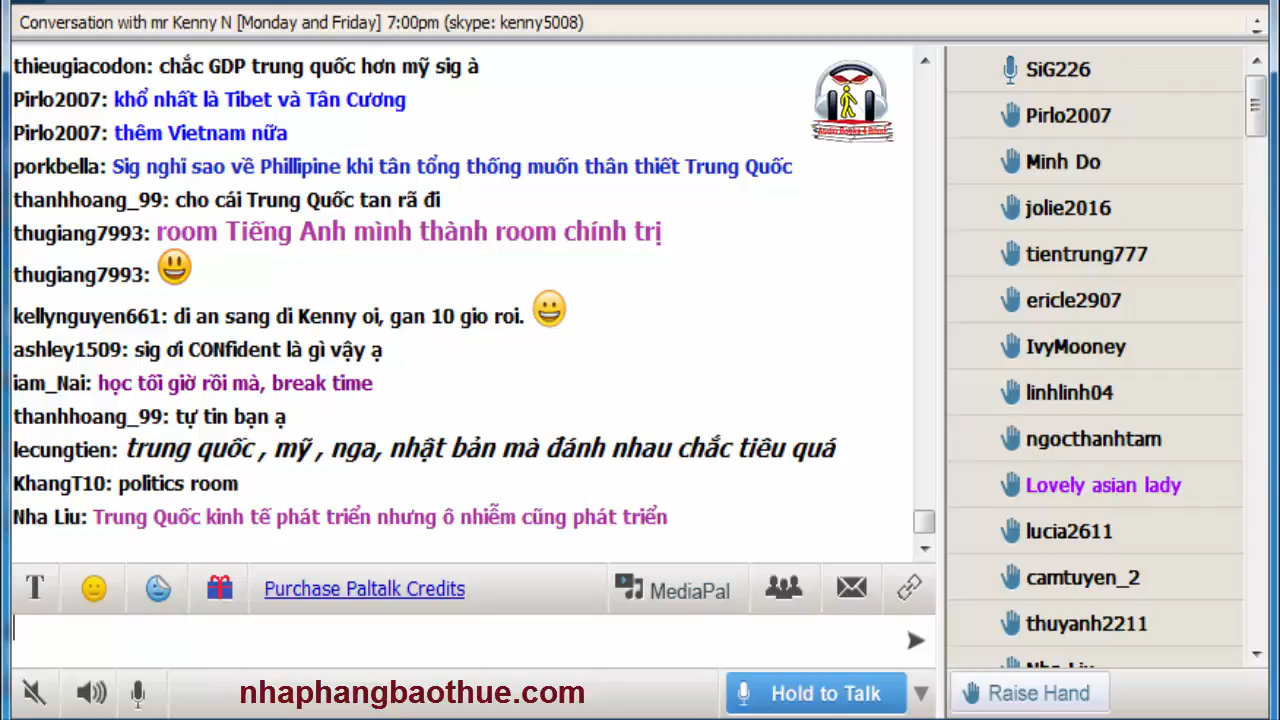 Conversation with mr Kenny N [Monday and Friday] 7:00pm (skype: kenny5008)
thieugiacodon: chắc GDP trung quốc hơn mỹ sig à
Pirlo2007: khổ nhất là Tibet và Tân Cương
Pirlo2007: thêm Vietnam nữa
porkbella: Sig nghĩ sao về Phillipine khi tân tổng thống muốn thân thiết Trung Quốc
thanhhoang_99: cho cái Trung Quốc tan rã đi
thugiang7993: room Tiếng Anh mình thành room chính trị
thugiang7993:
kellynguyen661: di an sang di Kenny oi, gan 10 gio roi.
ashley1509: sig ơi CONfident là gì vậy ạ
iam_Nai: học tối giờ rồi mà, break time
thanhhoang_99: tự tin bạn ạ
lecungtien: trung quốc , mỹ , nga, nhật bản mà đánh nhau chắc tiêu quá
KhangT10: politics room
Nha Liu: Trung Quốc kinh tế phát triển nhưng ô nhiễm cũng phát triển
T
Purchase Paltalk Credits
MediaPal
nhaphangbaothue.com
Hold to Talk
SiG226
Pirlo2007
Minh Do
jolie2016
tientrung777
ericle2907
IvyMooney
linhlinh04
ngocthanhtam
Lovely asian lady
lucia2611
camtuyen_2
thuyanh2211
Nha Liu
Raise Hand